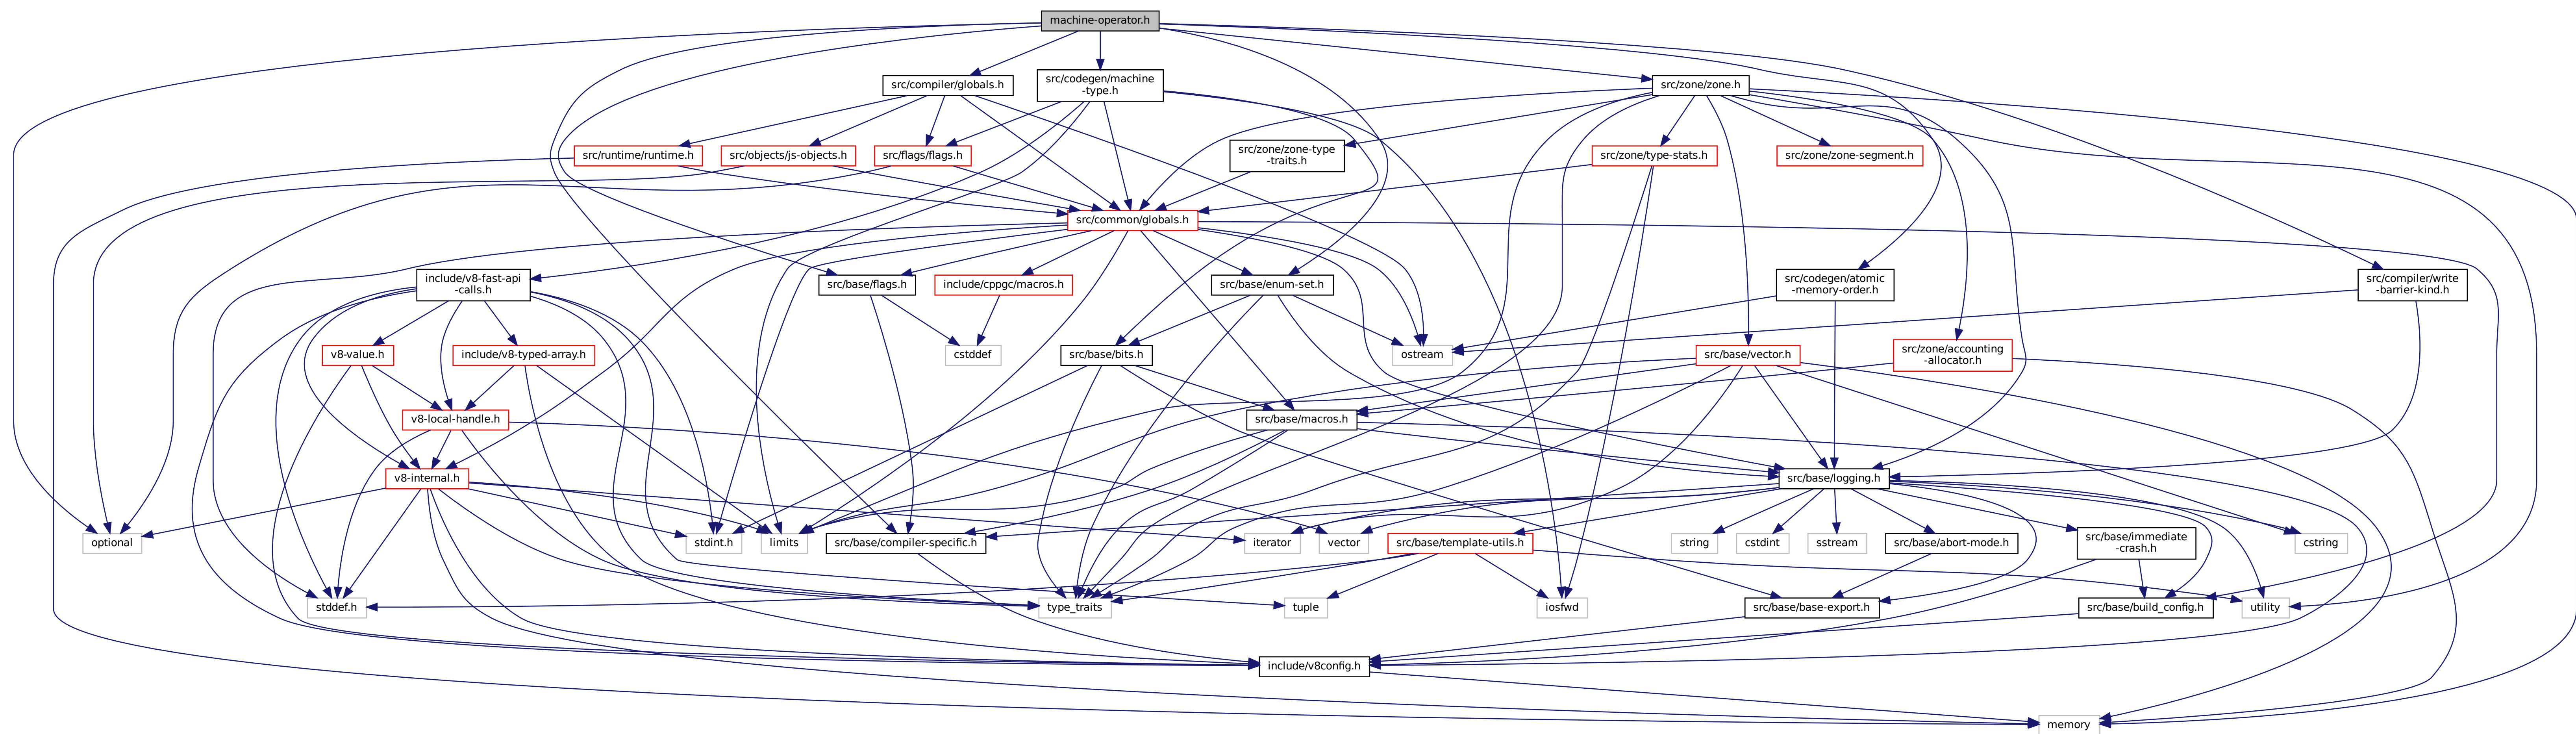 machine-operator.h
src/compiler/globals.h
src/codegen/machine
-type.h
src/zone/zone.h
src/runtime/runtime.h
src/objects/js-objects.h
src/flags/flags.h
src/zone/zone-type
-traits.h
src/zone/type-stats.h
src/zone/zone-segment.h
src/common/globals.h
include/v8-fast-api
-calls.h
src/base/flags.h
include/cppgc/macros.h
src/base/enum-set.h
src/codegen/atomic
-memory-order.h
src/compiler/write
-barrier-kind.h
v8-value.h
include/v8-typed-array.h
cstddef
src/base/bits.h
ostream
src/base/vector.h
src/zone/accounting
-allocator.h
v8-local-handle.h
src/base/macros.h
v8-internal.h
src/base/logging.h
optional
stdint.h
limits
src/base/compiler-specific.h
iterator
vector
src/base/template-utils.h
string
cstdint
sstream
src/base/abort-mode.h
src/base/immediate
-crash.h
cstring
stddef.h
type_traits
tuple
iosfwd
src/base/base-export.h
src/base/build_config.h
utility
include/v8config.h
memory